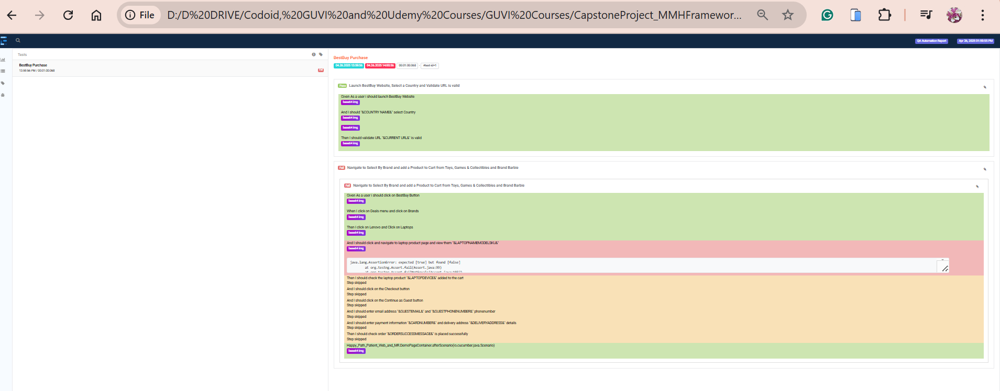 File D:/D%20DRIVE/Codoid,%20GUVI%20and%20Udemy%20Courses/GUVI%20Courses/CapstoneProject_MMHFramewor...
QA Automation Report Apr 26, 2025 01:59:55 PM
Tests
BestBuy Purchase
13:59:56 PM / 00:01:00:068 Fail
BestBuy Purchase
04.26.2025 13:59:56 04.26.2025 14:00:56 00:01:00:068 · #test-id=1
Pass Launch BestBuy Website, Select a Country and Validate URL is valid
Given As a user i should launch BestBuy Website
base64 img
And I should "&COUNTRY NAME&" select Country
base64 img
base64 img
Then I should validate URL "&CURRENT URL&" is valid
base64 img
Fail Navigate to Select By Brand and add a Product to Cart from Toys, Games & Collectibles and Brand Barbie
Fail Navigate to Select By Brand and add a Product to Cart from Toys, Games & Collectibles and Brand Barbie
Given As a user i should click on BestBuy Button
base64 img
When I click on Deals menu and click on Brands
base64 img
Then I click on Lenovo and Click on Laptops
base64 img
And I should click and navigate to laptop product page and view them "&LAPTOPNAMEMODELSKU&"
base64 img
java.lang.AssertionError: expected [true] but found [false]
at org.testng.Assert.fail(Assert.java:99)
at org.testng.Assert.failNotEquals(Assert.java:1037)
Then I should check the laptop product "&LAPTOPDEVICE&" added to the cart
Step skipped
And I should click on the Checkout button
Step skipped
And I should click on the Continue as Guest button
Step skipped
And I should enter email address "&GUESTEMAIL&" and "&GUESTPHONENUMBER&" phonenumber
Step skipped
And I should enter payment information "&CARDNUMBER&" and delivery address "&DELIVERYADDRESS&" details
Step skipped
Then I should check order "&ORDERSUCCESSMESSAGE&" is placed successfully
Step skipped
Happy_Path_Patient_Web_and_MR.DemoPageContainer.afterScenario(io.cucumber.java.Scenario)
base64 img